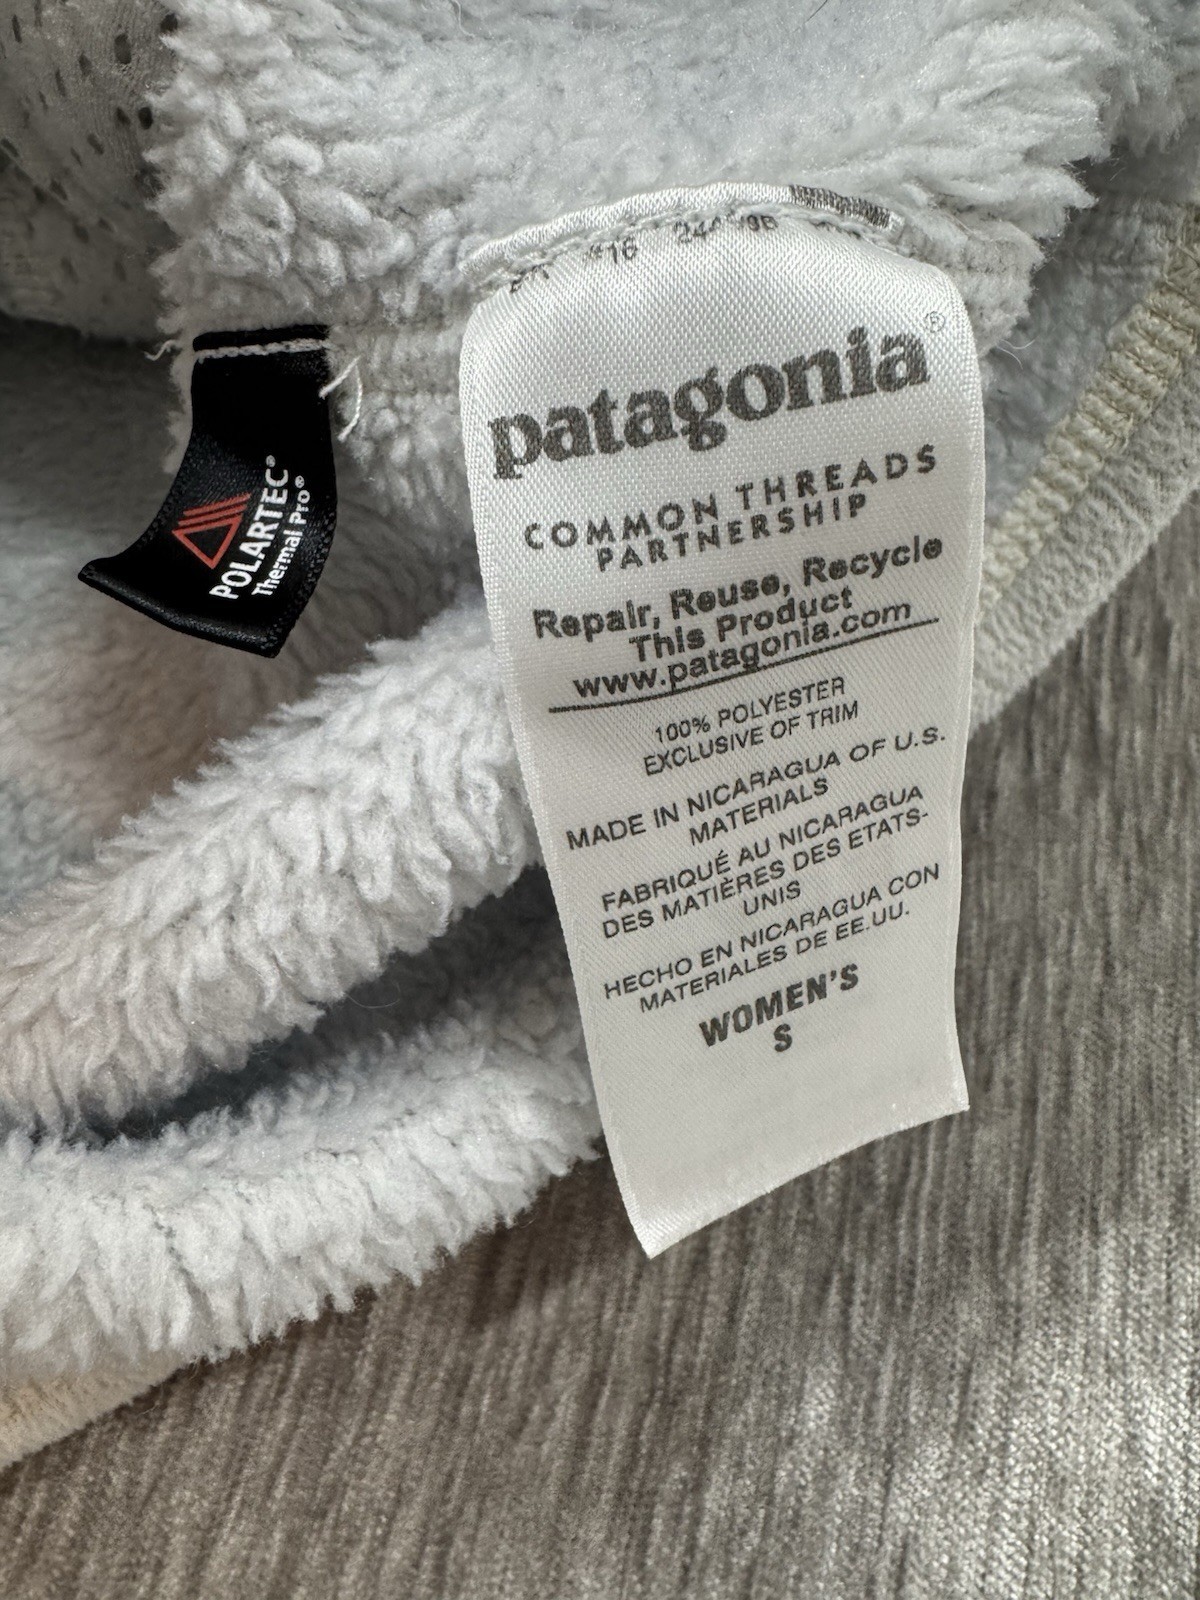 patagonia®
COMMON THREADS
PARTNERSHIP
Repair, Reuse, Recycle
This Product
www.patagonia.com
100% POLYESTER
EXCLUSIVE OF TRIM
MADE IN NICARAGUA OF U.S.
MATERIALS
FABRIQUÉ AU NICARAGUA
DES MATIÈRES DES ETATS-
UNIS
HECHO EN NICARAGUA CON
MATERIALES DE EE.UU.
WOMEN'S
S
POLARTEC®
Thermal Pro®